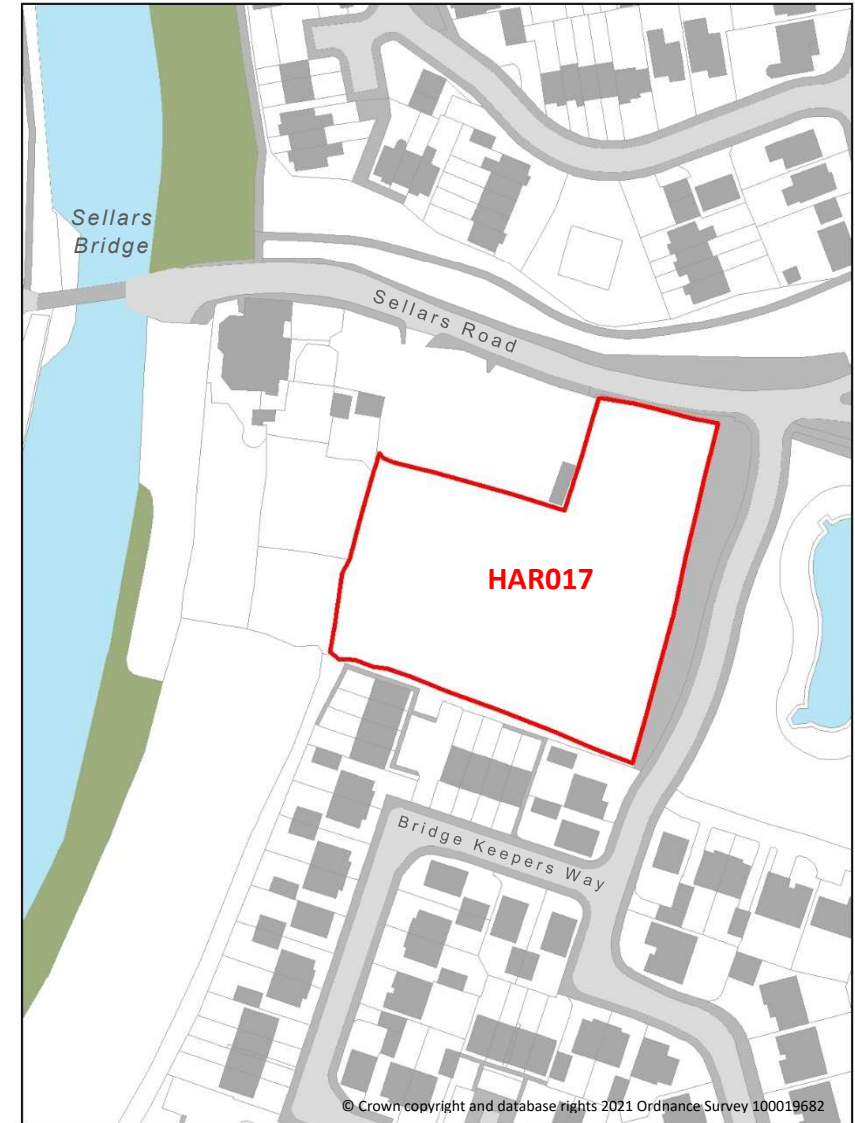 Sellars
Bridge
Sellars Road
HAR017
Bridge Keepers Way
© Crown copyright and database rights 2021 Ordnance Survey 100019682